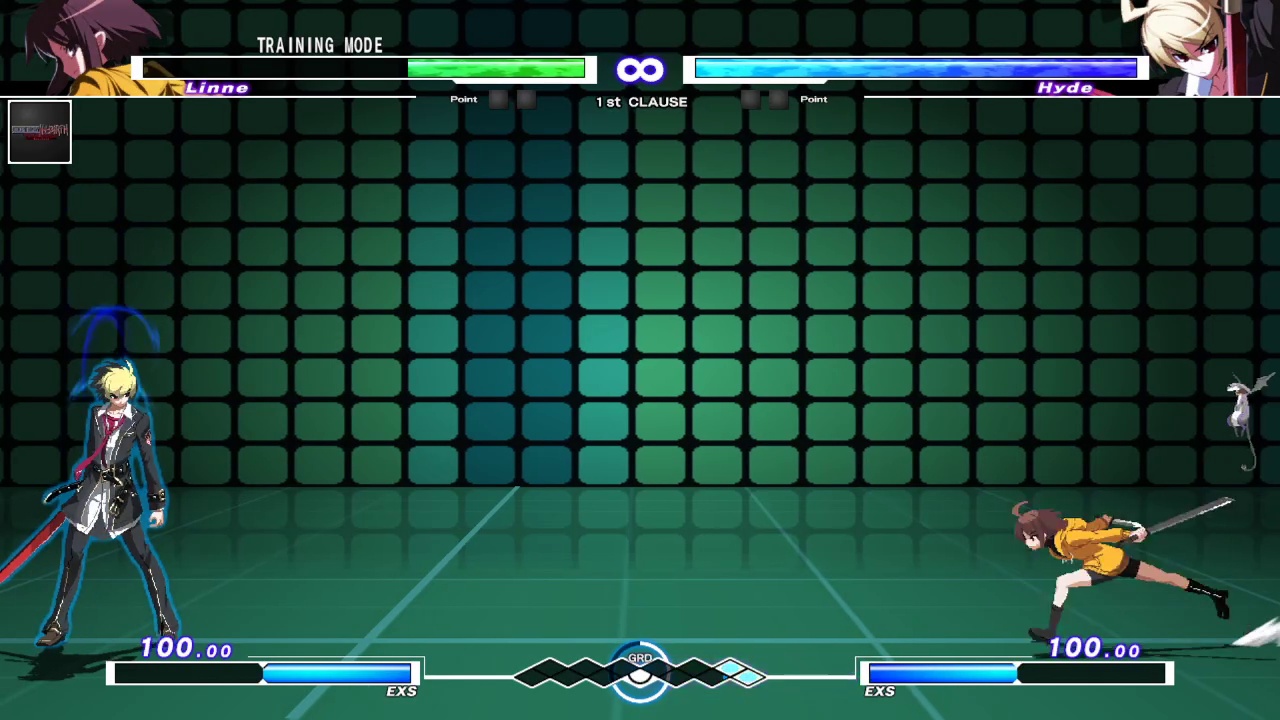 TRAINING MODE
Linne
Hyde
Point
1st CLAUSE
Point
100.00
GRD
100.00
EXS
EXS